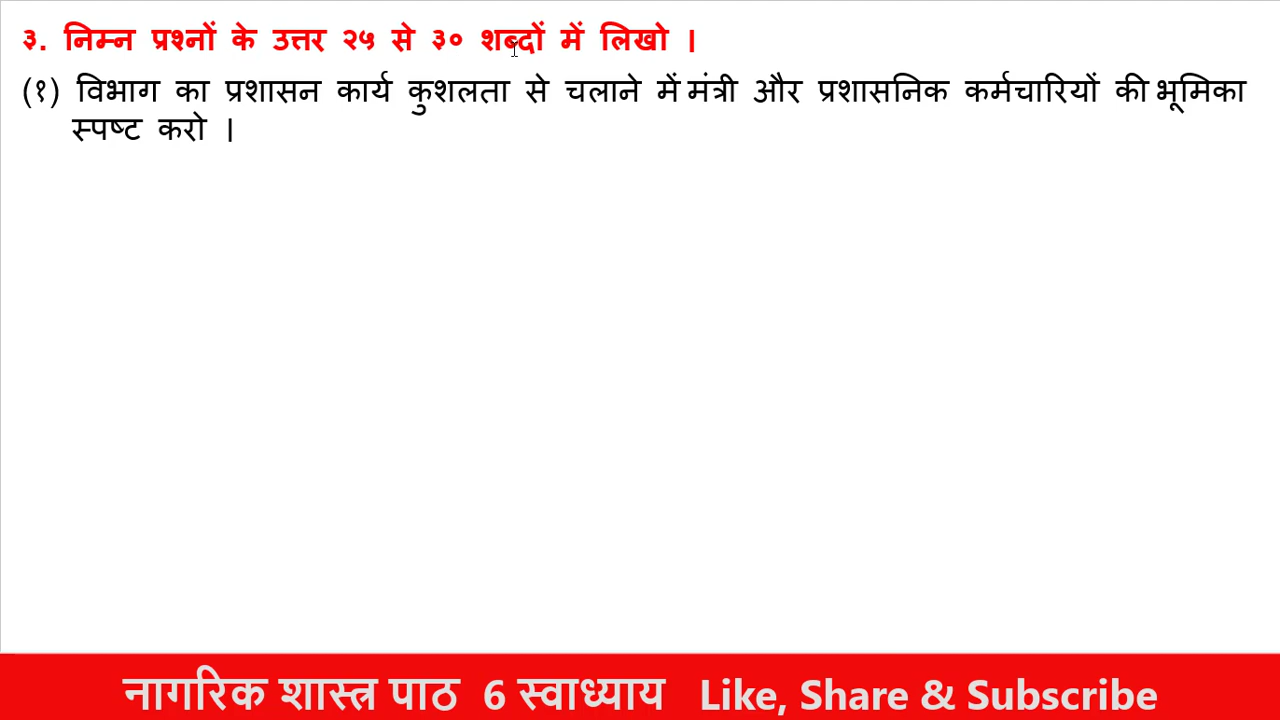 ३. निम्न प्रश्नों के उत्तर २५ से ३० शब्दों में लिखो ।
(१) विभाग का प्रशासन कार्य कुशलता से चलाने में मंत्री और प्रशासनिक कर्मचारियों की भूमिका
स्पष्ट करो ।
नागरिक शास्त्र पाठ 6 स्वाध्याय Like, Share & Subscribe